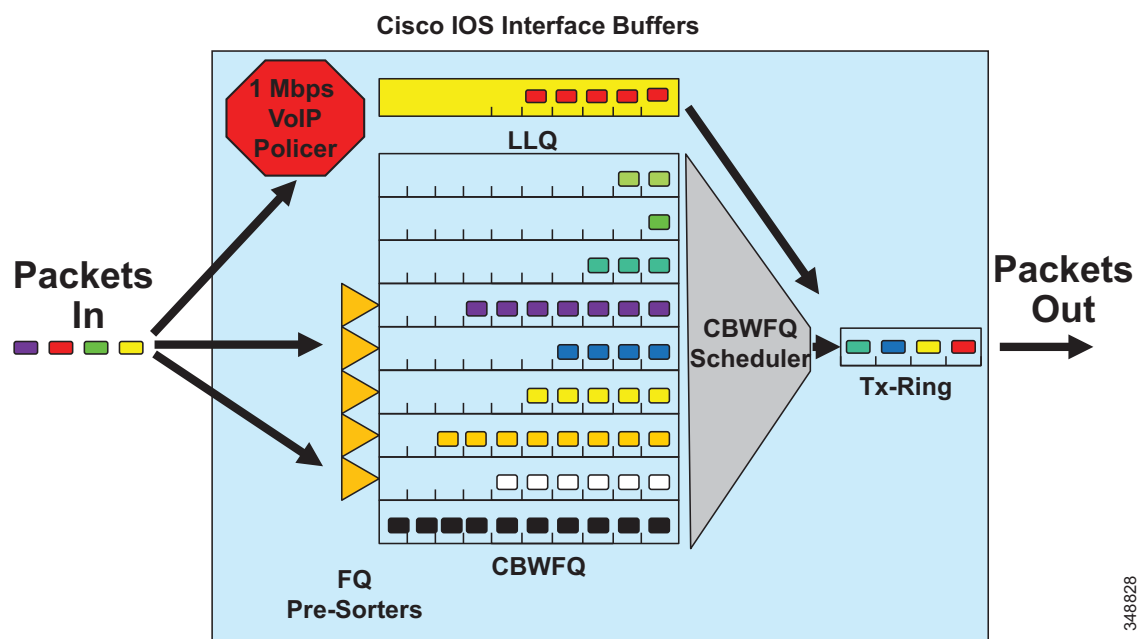 Cisco IOS Interface Buffers
1 Mbps
VoIP
Policer
LLQ
Packets
In
CBWFQ
Scheduler
Packets
Out
Tx-Ring
CBWFQ
FQ
Pre-Sorters
348828